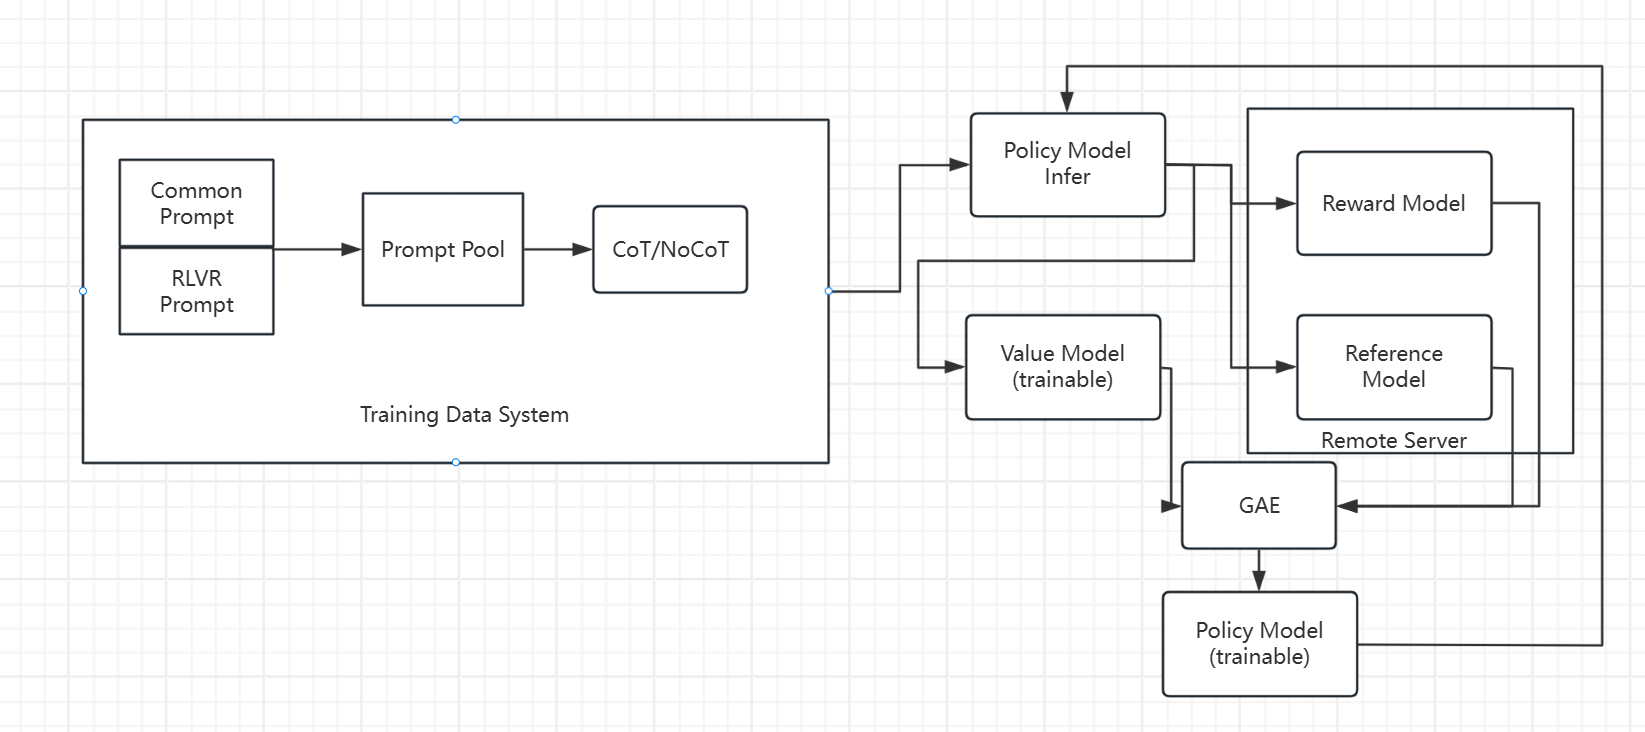 Common
Prompt
RLVR
Prompt
Prompt Pool
CoT/NoCoT
Training Data System
Policy Model
Infer
Reward Model
Value Model
(trainable)
Reference
Model
Remote Server
GAE
Policy Model
(trainable)